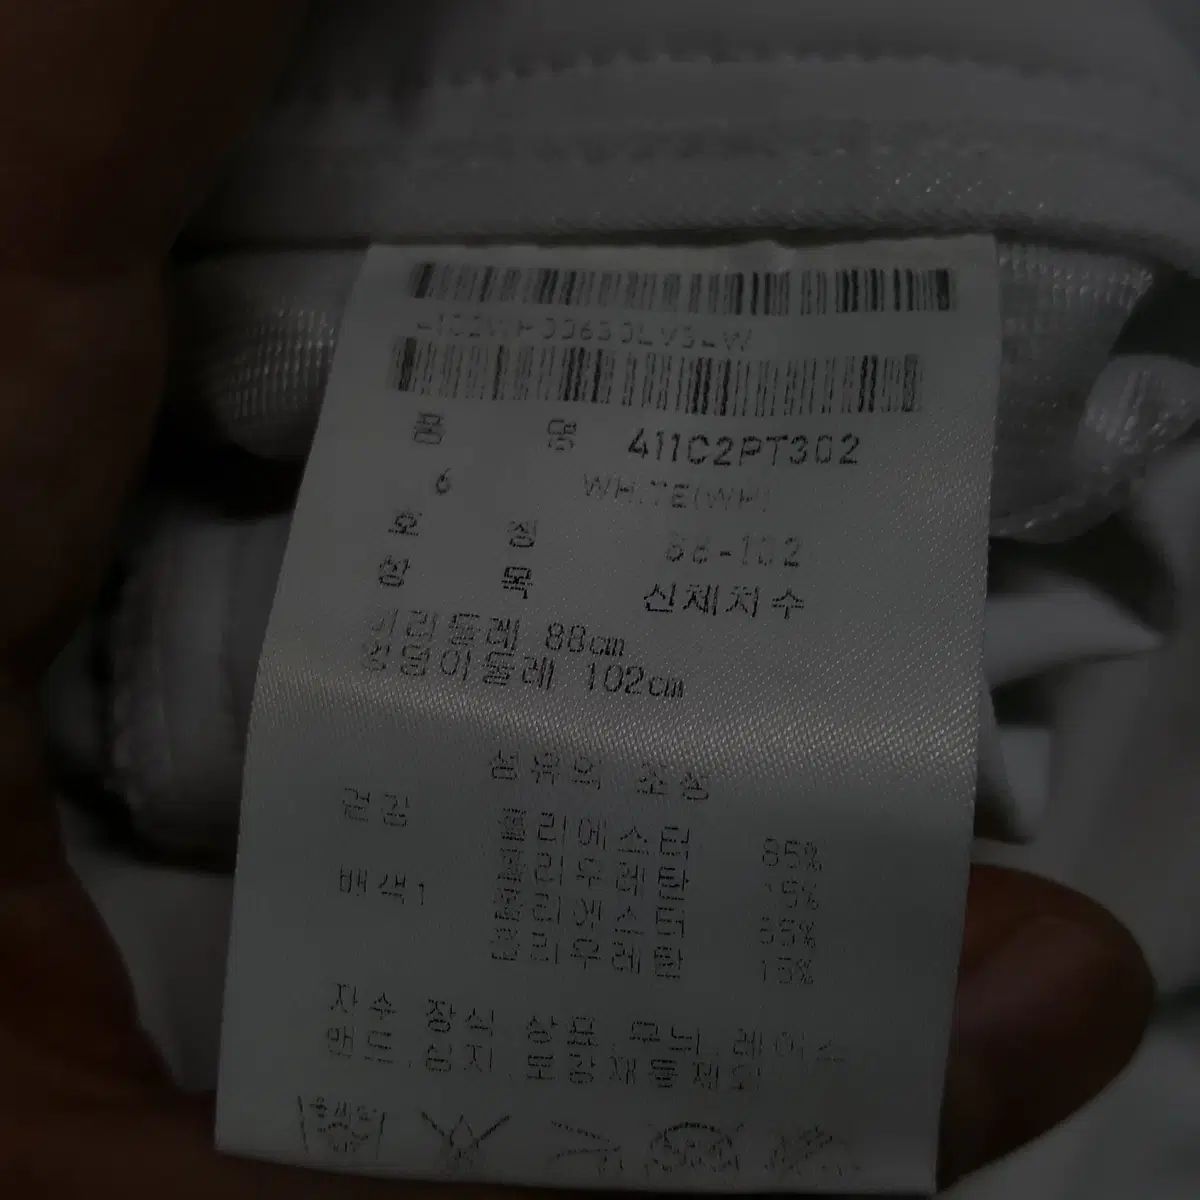 품 명 411C2PT302
6 WHITE(WH)
호 칭 88-102
항 목 신체치수
허리둘레 88cm
엉덩이둘레 102cm
섬유의 조성
겉감 폴리에스터 85%
폴리우레탄 15%
배색1 폴리에스터 85%
폴리우레탄 15%
자수 장식 상표 무늬 레이스
밴드 심지 보강재등제외